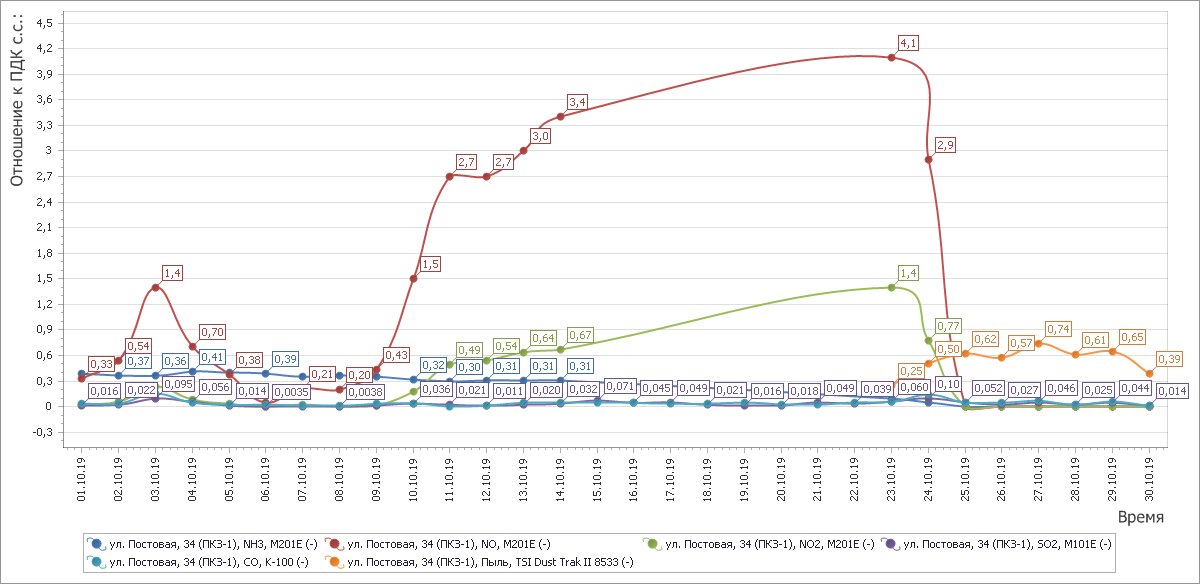 Отношение к ПДК с.с.:
4,5
4,2
3,9
3,6
3,3
3
2,7
2,4
2,1
1,8
1,5
1,2
0,9
0,6
0,3
0
-0,3
4,1
3,4
3,0
2,9
2,7 2,7
1,5
1,4 1,4
0,33 0,54 0,70 0,38 0,21 0,20 0,43
0,37 0,36 0,41 0,39 0,32 0,30 0,31 0,31 0,31
0,49 0,54 0,64 0,67 0,77
0,25 0,50 0,62 0,57 0,74 0,61 0,65 0,39
0,016 0,022 0,095 0,056 0,014 0,0035 0,0038 0,036 0,021 0,011 0,020 0,032 0,071 0,045 0,049 0,021 0,016 0,018 0,049 0,039 0,060 0,10 0,052 0,027 0,046 0,025 0,044 0,014
01.10.19 02.10.19 03.10.19 04.10.19 05.10.19 06.10.19 07.10.19 08.10.19 09.10.19 10.10.19 11.10.19 12.10.19 13.10.19 14.10.19 15.10.19 16.10.19 17.10.19 18.10.19 19.10.19 20.10.19 21.10.19 22.10.19 23.10.19 24.10.19 25.10.19 26.10.19 27.10.19 28.10.19 29.10.19 30.10.19
Время
ул. Постовая, 34 (ПКЗ-1), NH3, M201E (-) ул. Постовая, 34 (ПКЗ-1), NO, M201E (-) ул. Постовая, 34 (ПКЗ-1), NO2, M201E (-) ул. Постовая, 34 (ПКЗ-1), SO2, M101E (-)
ул. Постовая, 34 (ПКЗ-1), CO, K-100 (-) ул. Постовая, 34 (ПКЗ-1), Пыль, TSI Dust Trak II 8533 (-)